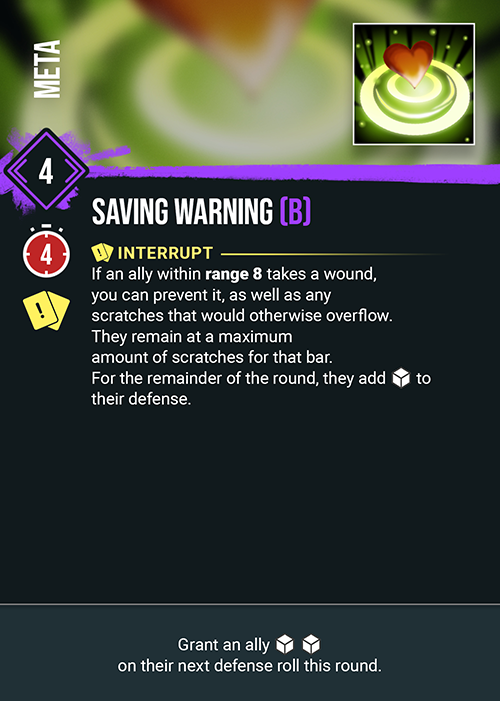 META
4
SAVING WARNING (B)
4
! INTERRUPT
!
If an ally within range 8 takes a wound,
you can prevent it, as well as any
scratches that would otherwise overflow.
They remain at a maximum
amount of scratches for that bar.
For the remainder of the round, they add to
their defense.
Grant an ally
on their next defense roll this round.